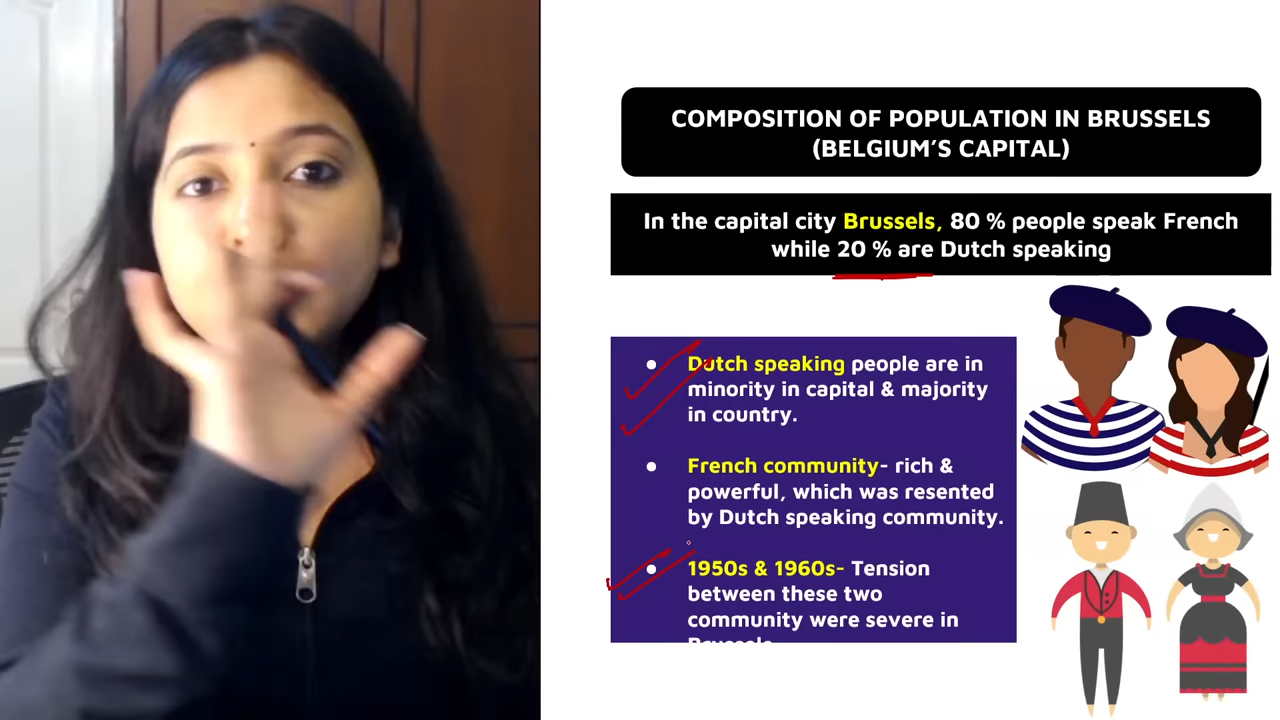 COMPOSITION OF POPULATION IN BRUSSELS
(BELGIUM'S CAPITAL)
In the capital city Brussels, 80 % people speak French
while 20 % are Dutch speaking
● Dutch speaking people are in
minority in capital & majority
in country.
● French community- rich &
powerful, which was resented
by Dutch speaking community.
● 1950s & 1960s- Tension
between these two
community were severe in
Brussels